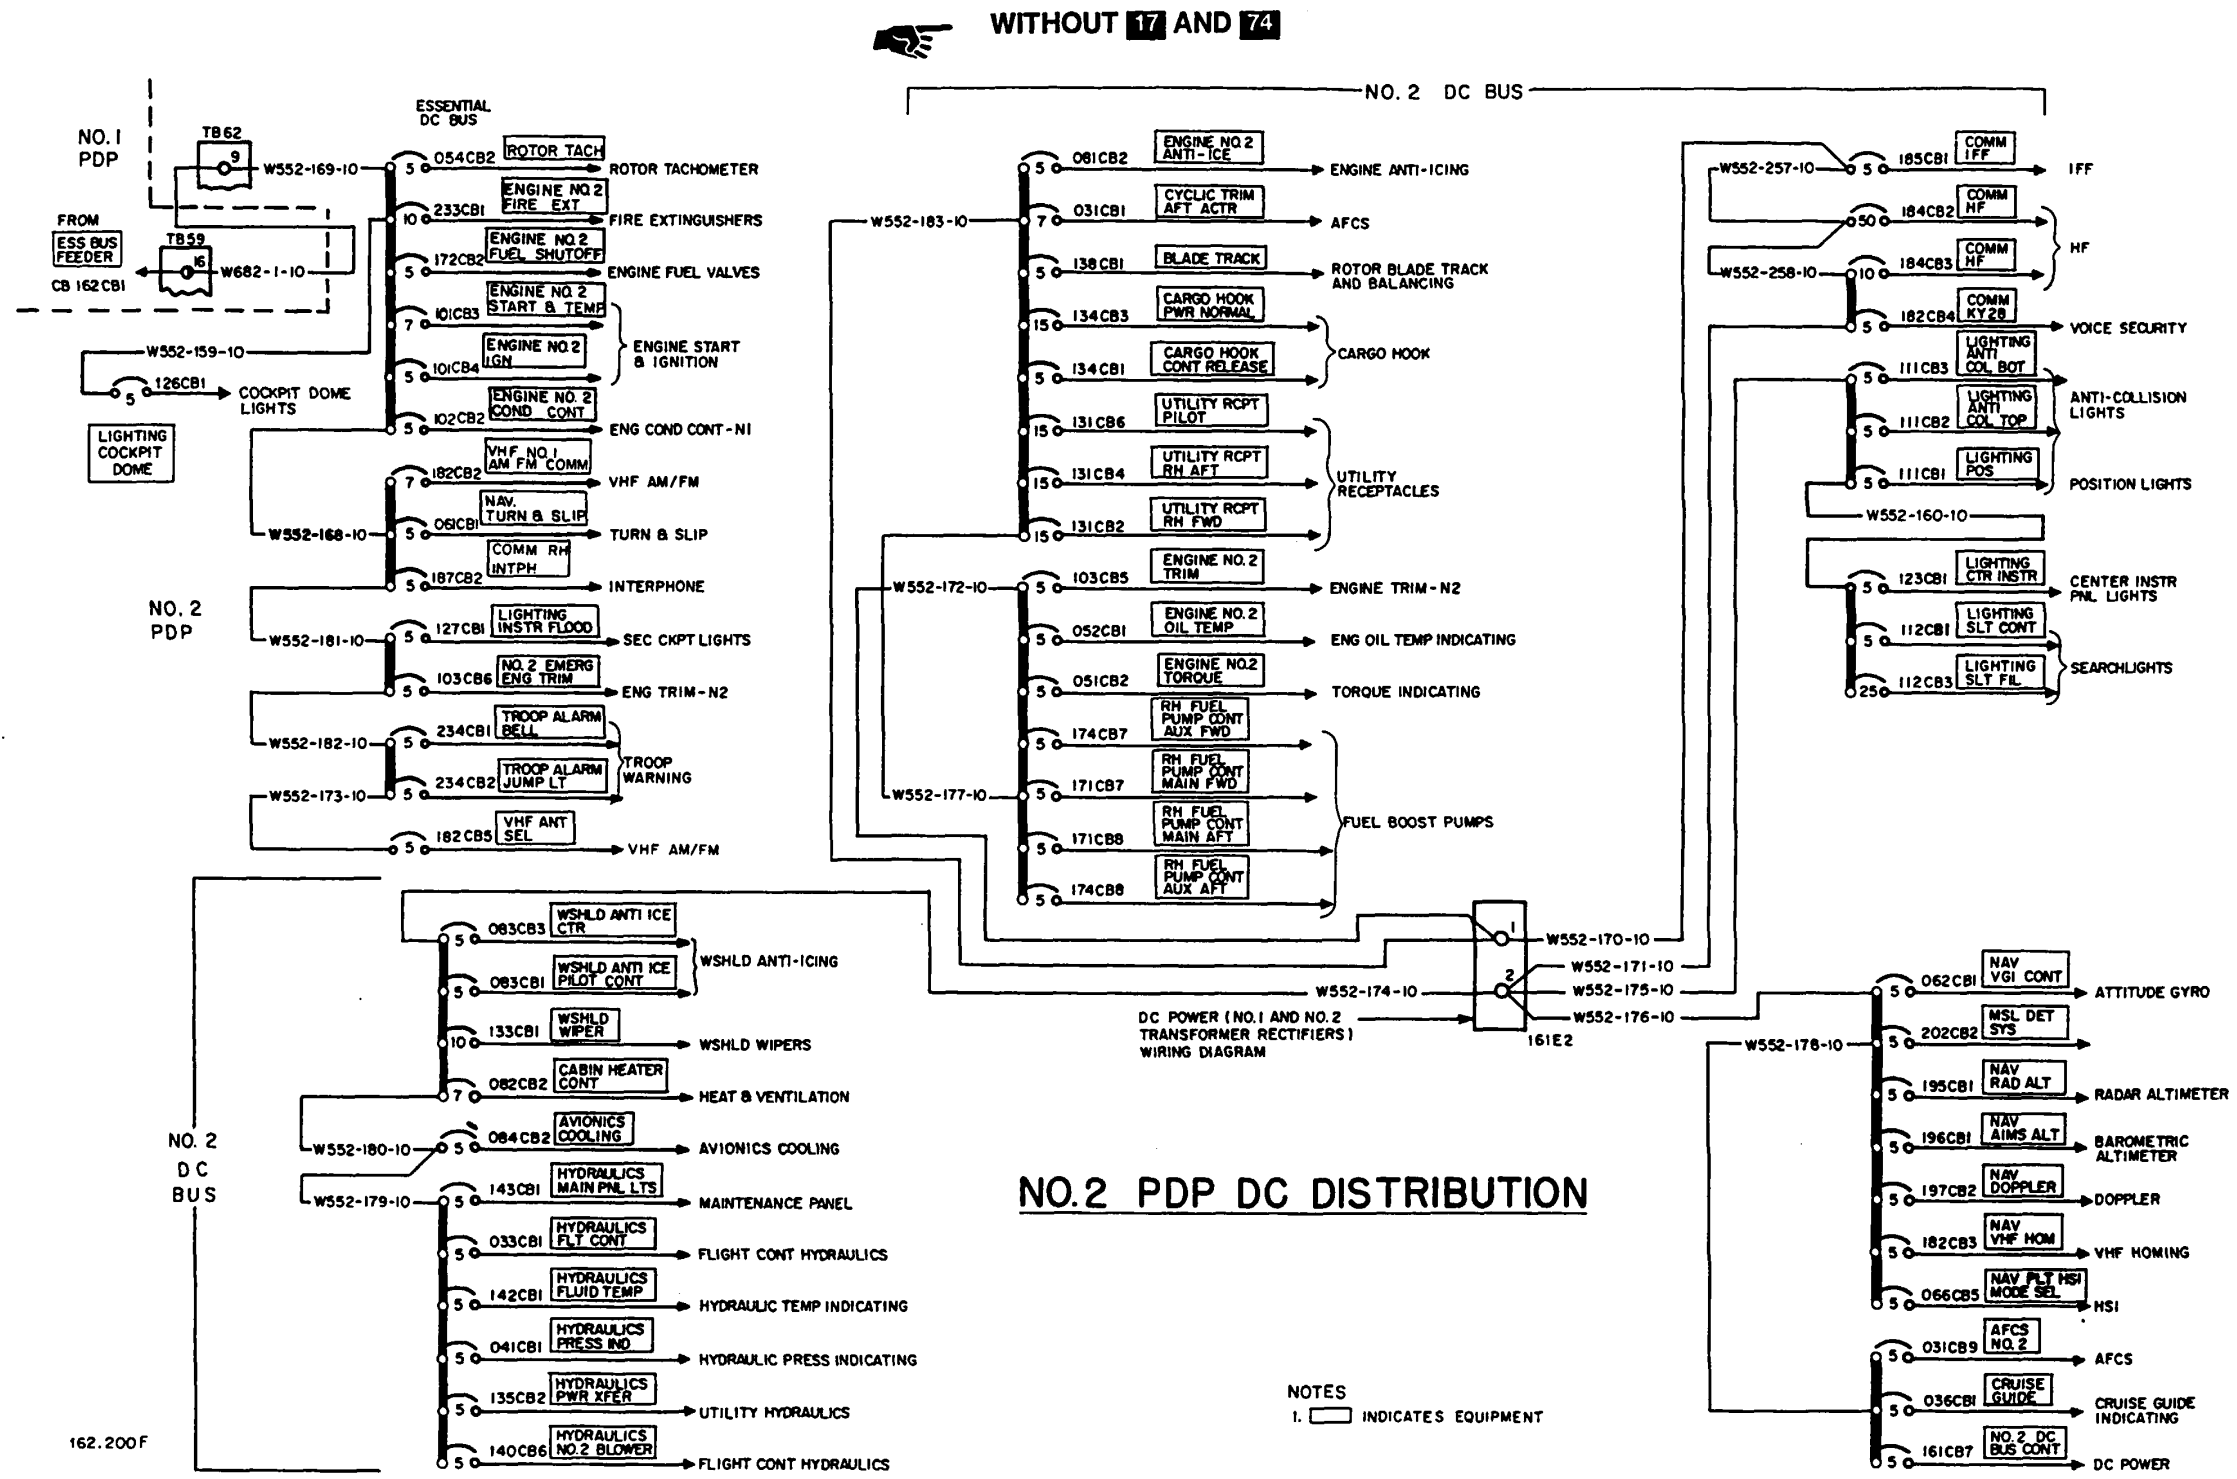 WITHOUT 17 AND 74
NO. 1
PDP
TB62
9
W552-169-10
FROM
ESS BUS
FEEDER
CB 162CB1
TB59
16
W682-1-10
W552-159-10
5
126CB1
COCKPIT DOME
LIGHTS
LIGHTING
COCKPIT
DOME
NO. 2
PDP
ESSENTIAL
DC BUS
5 054CB2
ROTOR TACH
ROTOR TACHOMETER
10 233CB1
ENGINE NO. 2
FIRE EXT
FIRE EXTINGUISHERS
5 172CB2
ENGINE NO. 2
FUEL SHUTOFF
ENGINE FUEL VALVES
7 101CB3
ENGINE NO. 2
START & TEMP
5 101CB4
ENGINE NO. 2
IGN
ENGINE START
& IGNITION
5 102CB2
ENGINE NO. 2
COND CONT
ENG COND CONT-N1
7 182CB2
VHF NO. 1
AM FM COMM
VHF AM/FM
W552-168-10
5 061CB1
NAV.
TURN & SLIP
TURN & SLIP
5 187CB2
COMM RH
INTPH
INTERPHONE
W552-181-10
5 127CB1
LIGHTING
INSTR FLOOD
SEC CKPT LIGHTS
5 103CB6
NO. 2 EMERG
ENG TRIM
ENG TRIM-N2
W552-182-10
5 234CB1
TROOP ALARM
BELL
W552-173-10
5 234CB2
TROOP ALARM
JUMP LT
TROOP
WARNING
5 182CB5
VHF ANT
SEL
VHF AM/FM
NO. 2 DC BUS
5 081CB2
ENGINE NO. 2
ANTI-ICE
ENGINE ANTI-ICING
W552-183-10
7 031CB1
CYCLIC TRIM
AFT ACTR
AFCS
5 138CB1
BLADE TRACK
ROTOR BLADE TRACK
AND BALANCING
15 134CB3
CARGO HOOK
PWR NORMAL
5 134CB1
CARGO HOOK
CONT RELEASE
CARGO HOOK
15 131CB6
UTILITY RCPT
PILOT
15 131CB4
UTILITY RCPT
RH AFT
15 131CB2
UTILITY RCPT
RH FWD
UTILITY
RECEPTACLES
W552-172-10
5 103CB5
ENGINE NO. 2
TRIM
ENGINE TRIM-N2
5 052CB1
ENGINE NO. 2
OIL TEMP
ENG OIL TEMP INDICATING
5 051CB2
ENGINE NO.2
TORQUE
TORQUE INDICATING
5 174CB7
RH FUEL
PUMP CONT
AUX FWD
W552-177-10
5 171CB7
RH FUEL
PUMP CONT
MAIN FWD
5 171CB8
RH FUEL
PUMP CONT
MAIN AFT
5 174CB8
RH FUEL
PUMP CONT
AUX AFT
FUEL BOOST PUMPS
W552-257-10
5 185CB1
COMM
IFF
IFF
50 184CB2
COMM
HF
W552-258-10
10 184CB3
COMM
HF
HF
5 182CB4
COMM
KY28
VOICE SECURITY
5 111CB3
LIGHTING
ANTI
COL BOT
5 111CB2
LIGHTING
ANTI
COL TOP
ANTI-COLLISION
LIGHTS
5 111CB1
LIGHTING
POS
POSITION LIGHTS
W552-160-10
5 123CB1
LIGHTING
CTR INSTR
CENTER INSTR
PNL LIGHTS
5 112CB1
LIGHTING
SLT CONT
25 112CB3
LIGHTING
SLT FIL
SEARCHLIGHTS
1
W552-170-10
W552-171-10
2
W552-174-10
W552-175-10
W552-176-10
161E2
DC POWER (NO.1 AND NO.2
TRANSFORMER RECTIFIERS)
WIRING DIAGRAM
NO. 2
DC
BUS
5 083CB3
WSHLD ANTI ICE
CTR
5 083CB1
WSHLD ANTI ICE
PILOT CONT
WSHLD ANTI-ICING
10 133CB1
WSHLD
WIPER
WSHLD WIPERS
7 082CB2
CABIN HEATER
CONT
HEAT & VENTILATION
W552-180-10
5 084CB2
AVIONICS
COOLING
AVIONICS COOLING
W552-179-10
5 143CB1
HYDRAULICS
MAIN PNL LTS
MAINTENANCE PANEL
5 033CB1
HYDRAULICS
FLT CONT
FLIGHT CONT HYDRAULICS
5 142CB1
HYDRAULICS
FLUID TEMP
HYDRAULIC TEMP INDICATING
5 041CB1
HYDRAULICS
PRESS IND
HYDRAULIC PRESS INDICATING
5 135CB2
HYDRAULICS
PWR XFER
UTILITY HYDRAULICS
5 140CB6
HYDRAULICS
NO. 2 BLOWER
FLIGHT CONT HYDRAULICS
162.200F
NO. 2 PDP DC DISTRIBUTION
NOTES
1. INDICATES EQUIPMENT
5 062CB1
NAV
VGI CONT
ATTITUDE GYRO
W552-178-10
5 202CB2
MSL DET
SYS
5 195CB1
NAV
RAD ALT
RADAR ALTIMETER
5 196CB1
NAV
AIMS ALT
BAROMETRIC
ALTIMETER
5 197CB2
NAV
DOPPLER
DOPPLER
5 182CB3
NAV
VHF HOM
VHF HOMING
5 066CB5
NAV PLT HSI
MODE SEL
HSI
5 031CB9
AFCS
NO. 2
AFCS
5 036CB1
CRUISE
GUIDE
CRUISE GUIDE
INDICATING
5 161CB7
NO. 2 DC
BUS CONT
DC POWER